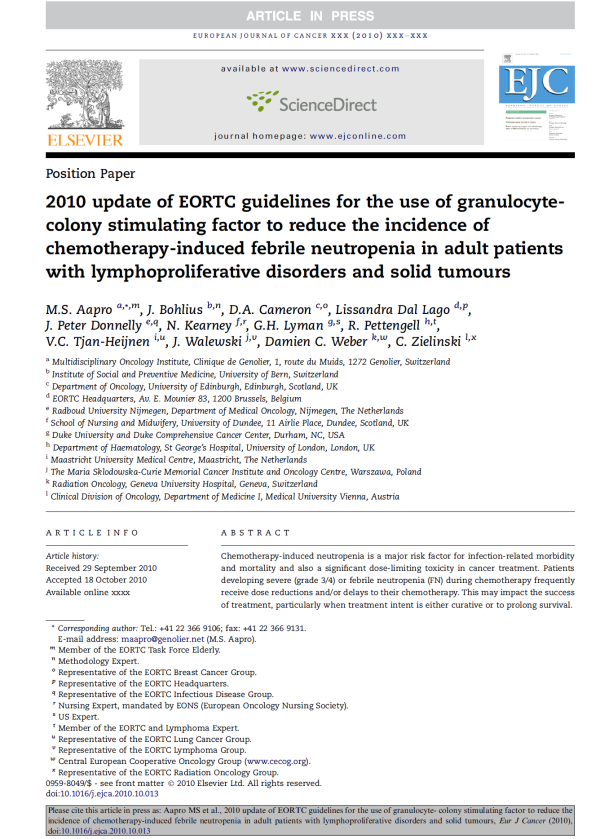 ARTICLE IN PRESS
EUROPEAN JOURNAL OF CANCER XXX (2010) XXX–XXX
available at www.sciencedirect.com
ScienceDirect
journal homepage: www.ejconline.com
ELSEVIER
EJC
Position Paper
2010 update of EORTC guidelines for the use of granulocyte-
colony stimulating factor to reduce the incidence of
chemotherapy-induced febrile neutropenia in adult patients
with lymphoproliferative disorders and solid tumours
M.S. Aapro a,*,m, J. Bohlius b,n, D.A. Cameron c,o, Lissandra Dal Lago d,p,
J. Peter Donnelly e,q, N. Kearney f,r, G.H. Lyman g,s, R. Pettengell h,t,
V.C. Tjan-Heijnen i,u, J. Walewski j,v, Damien C. Weber k,w, C. Zielinski l,x
a Multidisciplinary Oncology Institute, Clinique de Genolier, 1, route du Muids, 1272 Genolier, Switzerland
b Institute of Social and Preventive Medicine, University of Bern, Switzerland
c Department of Oncology, University of Edinburgh, Edinburgh, Scotland, UK
d EORTC Headquarters, Av. E. Mounier 83, 1200 Brussels, Belgium
e Radboud University Nijmegen, Department of Medical Oncology, Nijmegen, The Netherlands
f School of Nursing and Midwifery, University of Dundee, 11 Airlie Place, Dundee, Scotland, UK
g Duke University and Duke Comprehensive Cancer Center, Durham, NC, USA
h Department of Haematology, St George's Hospital, University of London, London, UK
i Maastricht University Medical Centre, Maastricht, The Netherlands
j The Maria Sklodowska-Curie Memorial Cancer Institute and Oncology Centre, Warszawa, Poland
k Radiation Oncology, Geneva University Hospital, Geneva, Switzerland
l Clinical Division of Oncology, Department of Medicine I, Medical University Vienna, Austria
ARTICLE INFO
Article history:
Received 29 September 2010
Accepted 18 October 2010
Available online xxxx
ABSTRACT
Chemotherapy-induced neutropenia is a major risk factor for infection-related morbidity
and mortality and also a significant dose-limiting toxicity in cancer treatment. Patients
developing severe (grade 3/4) or febrile neutropenia (FN) during chemotherapy frequently
receive dose reductions and/or delays to their chemotherapy. This may impact the success
of treatment, particularly when treatment intent is either curative or to prolong survival.
* Corresponding author: Tel.: +41 22 366 9106; fax: +41 22 366 9131.
E-mail address: maapro@genolier.net (M.S. Aapro).
m Member of the EORTC Task Force Elderly.
n Methodology Expert.
o Representative of the EORTC Breast Cancer Group.
p Representative of the EORTC Headquarters.
q Representative of the EORTC Infectious Disease Group.
r Nursing Expert, mandated by EONS (European Oncology Nursing Society).
s US Expert.
t Member of the EORTC and Lymphoma Expert.
u Representative of the EORTC Lung Cancer Group.
v Representative of the EORTC Lymphoma Group.
w Central European Cooperative Oncology Group (www.cecog.org).
x Representative of the EORTC Radiation Oncology Group.
0959-8049/$ - see front matter © 2010 Elsevier Ltd. All rights reserved.
doi:10.1016/j.ejca.2010.10.013
Please cite this article in press as: Aapro MS et al., 2010 update of EORTC guidelines for the use of granulocyte- colony stimulating factor to reduce the
incidence of chemotherapy-induced febrile neutropenia in adult patients with lymphoproliferative disorders and solid tumours, Eur J Cancer (2010),
doi:10.1016/j.ejca.2010.10.013